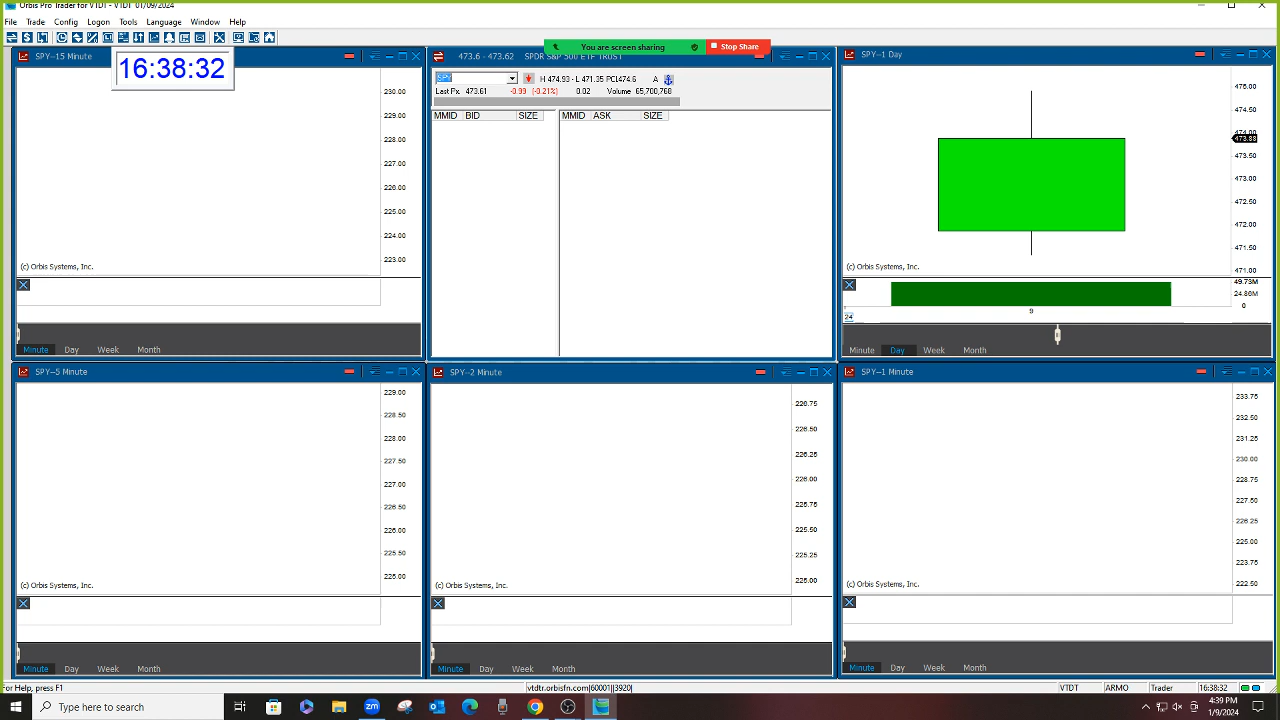 Orbis Pro Trader for VTDT - VTDT 01/09/2024
File Trade Config Logon Tools Language Window Help
SPY--15 Minute
16:38:32
230.00
229.00
228.00
227.00
226.00
225.00
224.00
223.00
(c) Orbis Systems, Inc.
Minute Day Week Month
473.6 - 473.62 SPDR S&P 500 ETF TRUST
You are screen sharing Stop Share
SPY H 474.93 - L 471.35 PCl474.6 A
Last Px. 473.61 -0.99 (-0.21%) 0.02 Volume 65,700,768
MMID BID SIZE MMID ASK SIZE
SPY--1 Day
475.00
474.50
474.00
473.88
473.50
473.00
472.50
472.00
471.50
471.00
(c) Orbis Systems, Inc.
49.73M
24.86M
0
9
24
Minute Day Week Month
SPY--5 Minute
229.00
228.50
228.00
227.50
227.00
226.50
226.00
225.50
225.00
(c) Orbis Systems, Inc.
Minute Day Week Month
SPY--2 Minute
226.75
226.50
226.25
226.00
225.75
225.50
225.25
225.00
(c) Orbis Systems, Inc.
Minute Day Week Month
SPY--1 Minute
233.75
232.50
231.25
230.00
228.75
227.50
226.25
225.00
223.75
222.50
(c) Orbis Systems, Inc.
Minute Day Week Month
For Help, press F1 vtdtr.orbisfn.com|60001||3920| VTDT ARMO Trader 16:38:32
Type here to search
4:39 PM
1/9/2024